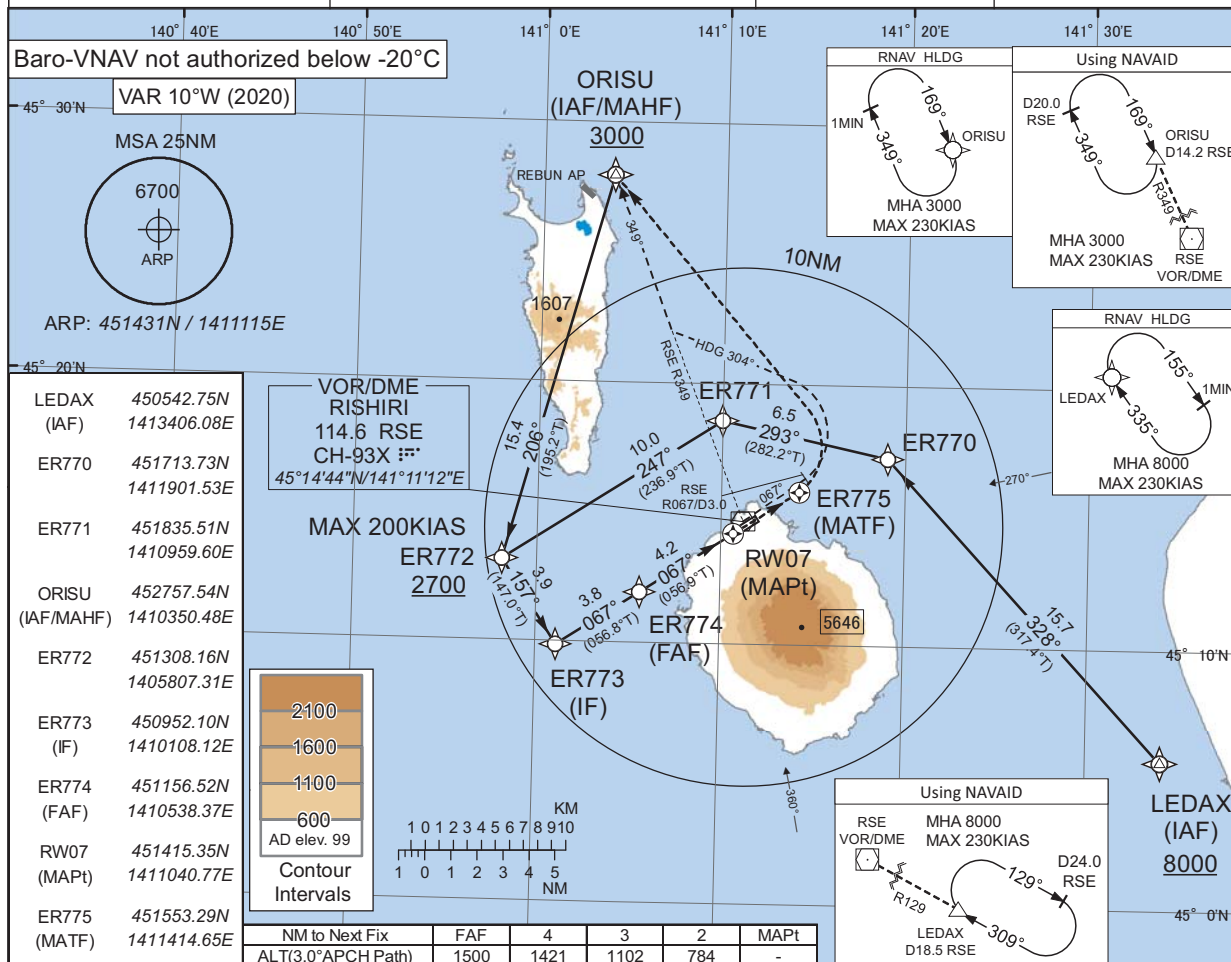 140° 40'
140° 50'E
141° 0'E
141° 10'E
141° 20'E
141° 30'E
Baro-VNAV not authorized below -20°C
VAR 10°W (2020)
45° 30'N
MSA 25NM
6700
ARP
ARP: 451431N / 1411115E
ORISU
(IAF/MAHF)
3000
REBUN AP
349°
1607
10NM
RNAV HLDG
169°
349°
1MIN
ORISU
MHA 3000
MAX 230KIAS
Using NAVAID
D20.0
RSE
169°
349°
ORISU
D14.2 RSE
R349
MHA 3000
MAX 230KIAS
RSE
VOR/DME
RNAV HLDG
155°
335°
1MIN
LEDAX
MHA 8000
MAX 230KIAS
45° 20'N
LEDAX
450542.75N
(IAF)
1413406.08E
ER770
451713.73N
1411901.53E
ER771
451835.51N
1410959.60E
ORISU
452757.54N
(IAF/MAHF)
1410350.48E
ER772
451308.16N
1405807.31E
ER773
450952.10N
(IF)
1410108.12E
ER774
451156.52N
(FAF)
1410538.37E
RW07
451415.35N
(MAPt)
1411040.77E
ER775
451553.29N
(MATF)
1411414.65E
VOR/DME
RISHIRI
114.6 RSE
CH-93X
45°14'44"N/141°11'12"E
15.4
206°
(195.2°T)
RSE R349
HDG 304°
ER771
6.5
293°
(282.2°T)
ER770
10.0
247°
(236.9°T)
RSE
R067/D3.0
067°
ER775
(MATF)
270°
MAX 200KIAS
ER772
2700
3.9
157°
(147.0°T)
3.8
067°
(056.8°T)
4.2
067°
(056.9°T)
RW07
(MAPt)
ER774
(FAF)
ER773
(IF)
5646
15.7
328°
(317.4°T)
45° 10'N
360°
LEDAX
(IAF)
8000
2100
1600
1100
600
AD elev. 99
Contour
Intervals
KM
1 0 1 2 3 4 5 6 7 8 9 10
1 0 1 2 3 4 5
NM
Using NAVAID
RSE
VOR/DME
MHA 8000
MAX 230KIAS
D24.0
RSE
129°
309°
R129
LEDAX
D18.5 RSE
45° 0'N
NM to Next Fix FAF 4 3 2 MAPt
ALT(3.0°APCH Path) 1500 1421 1102 784 -